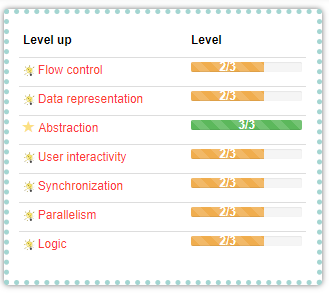 Level up Level
Flow control 2/3
Data representation 2/3
Abstraction 3/3
User interactivity 2/3
Synchronization 2/3
Parallelism 2/3
Logic 2/3